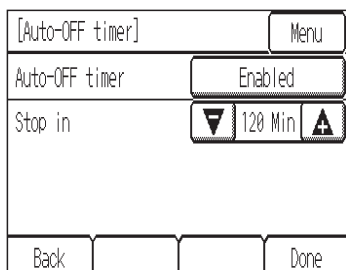 [Auto-OFF timer] Menu
Auto-OFF timer Enabled
Stop in − 120 Min +
Back Done